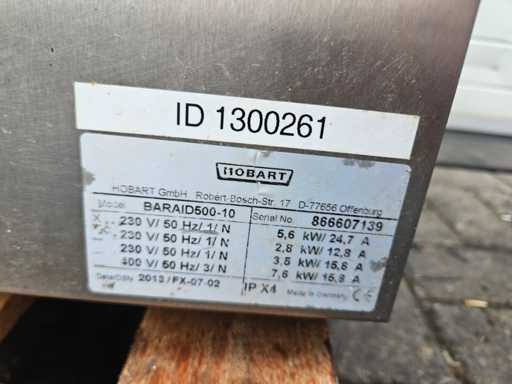 ID 1300261
HOBART
HOBART GmbH Robert-Bosch-Str. 17 D-77656 Offenburg
Model BARAID500-10 Serial No. 866607139
X 230 V/ 50 Hz/ 1/ N 5,6 kW/ 24,7 A
230 V/ 50 Hz/ 1/ N 2,8 kW/ 12,8 A
230 V/ 50 Hz/ 1/ N 3,5 kW/ 15,6 A
400 V/ 50 Hz/ 3/ N 7,6 kW/ 15,8 A
2013 / FX-07-02 IP X4 Made in Germany CE